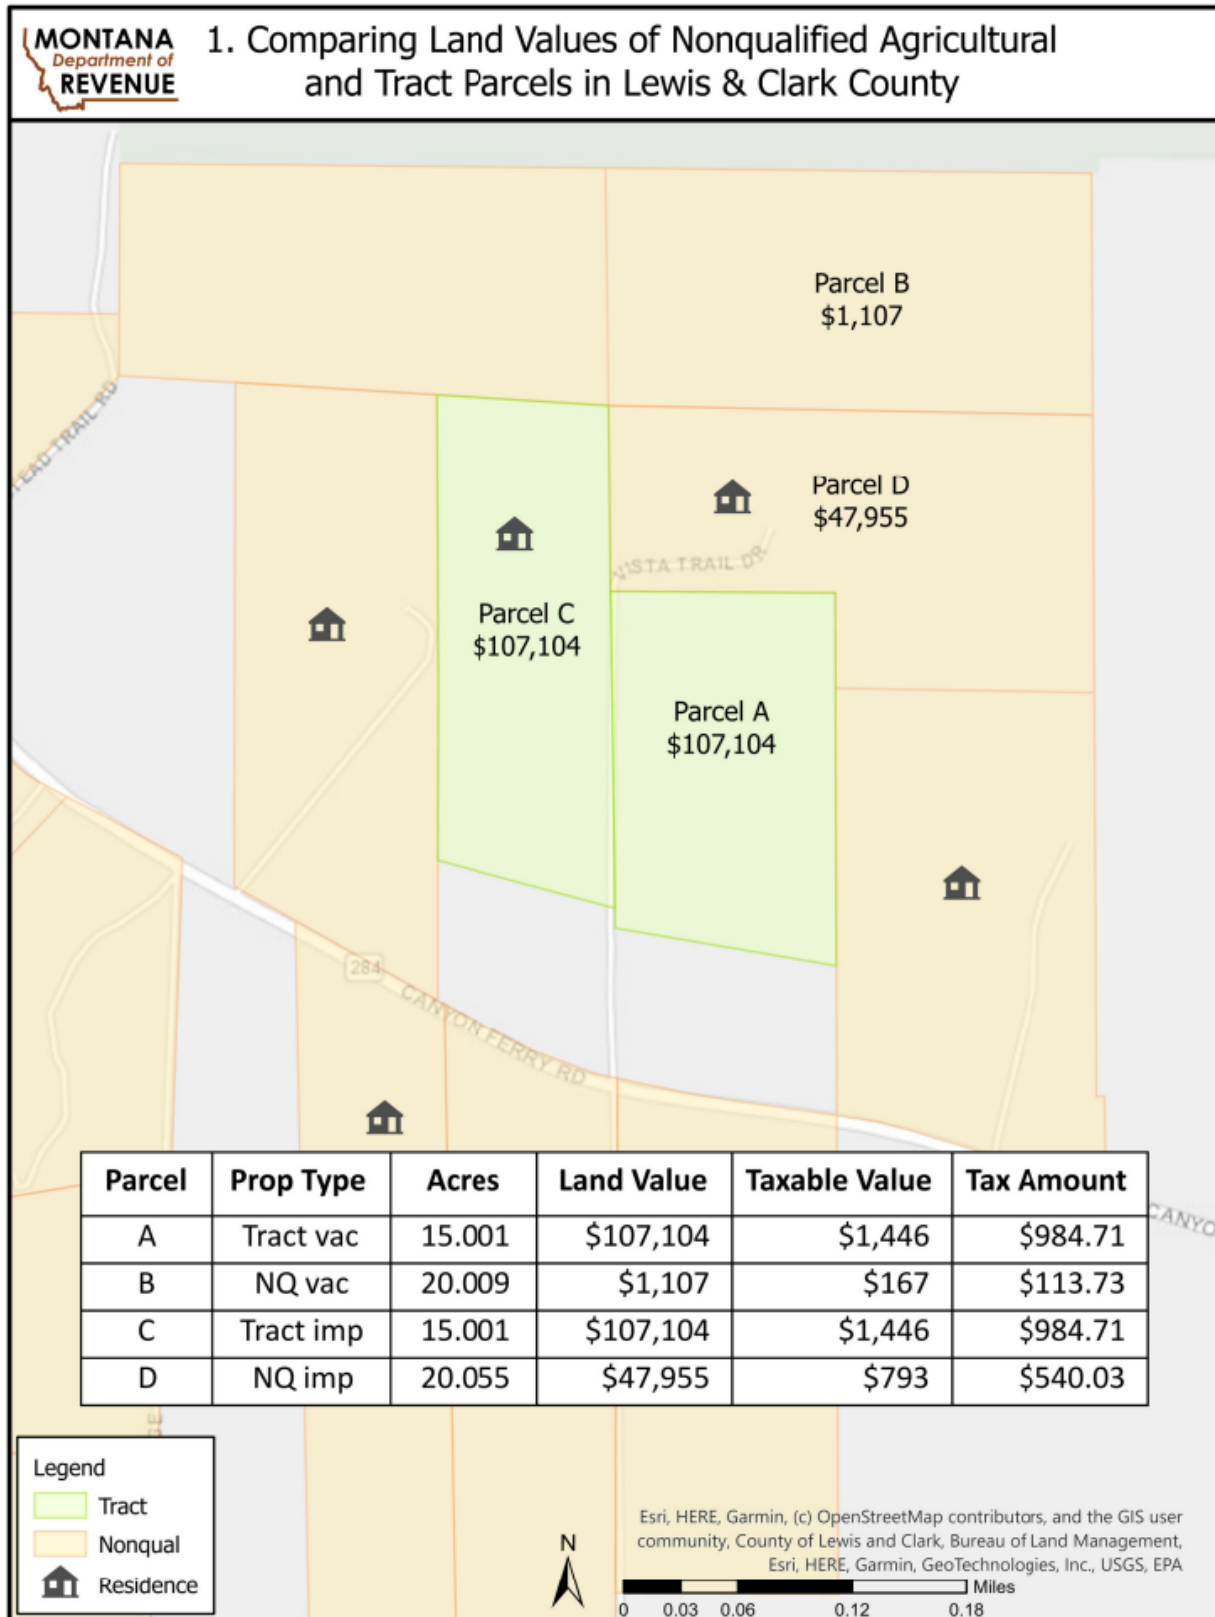 MONTANA
Department of
REVENUE
1. Comparing Land Values of Nonqualified Agricultural
and Tract Parcels in Lewis & Clark County
Parcel B
$1,107
TEAD TRAIL RD
Parcel D
$47,955
VISTA TRAIL DR
Parcel C
$107,104
Parcel A
$107,104
284
CANYON FERRY RD
Parcel Prop Type Acres Land Value Taxable Value Tax Amount
A Tract vac 15.001 $107,104 $1,446 $984.71
B NQ vac 20.009 $1,107 $167 $113.73
C Tract imp 15.001 $107,104 $1,446 $984.71
D NQ imp 20.055 $47,955 $793 $540.03
CANYO
GE
Legend
Tract
Nonqual
Residence
N
Esri, HERE, Garmin, (c) OpenStreetMap contributors, and the GIS user
community, County of Lewis and Clark, Bureau of Land Management,
Esri, HERE, Garmin, GeoTechnologies, Inc., USGS, EPA
Miles
0 0.03 0.06 0.12 0.18